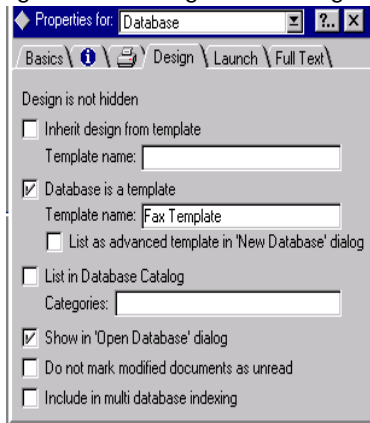 Properties for: Database ?.. X
Basics i Design Launch Full Text
Design is not hidden
Inherit design from template
Template name:
Database is a template
Template name: Fax Template
List as advanced template in 'New Database' dialog
List in Database Catalog
Categories:
Show in 'Open Database' dialog
Do not mark modified documents as unread
Include in multi database indexing